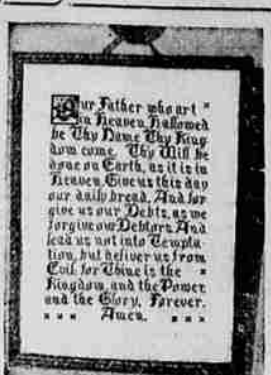 Our Father who art
in Heaven, Hallowed
be Thy Name. Thy King
dom come. Thy Will be
done on Earth, as it is in
Heaven. Give us this day
our daily bread. And for
give us our Debts, as we
forgive our Debtors. And
lead us not into Tempta
tion, but deliver us from
Evil: for Thine is the
Kingdom, and the Power,
and the Glory, Forever.
Amen.